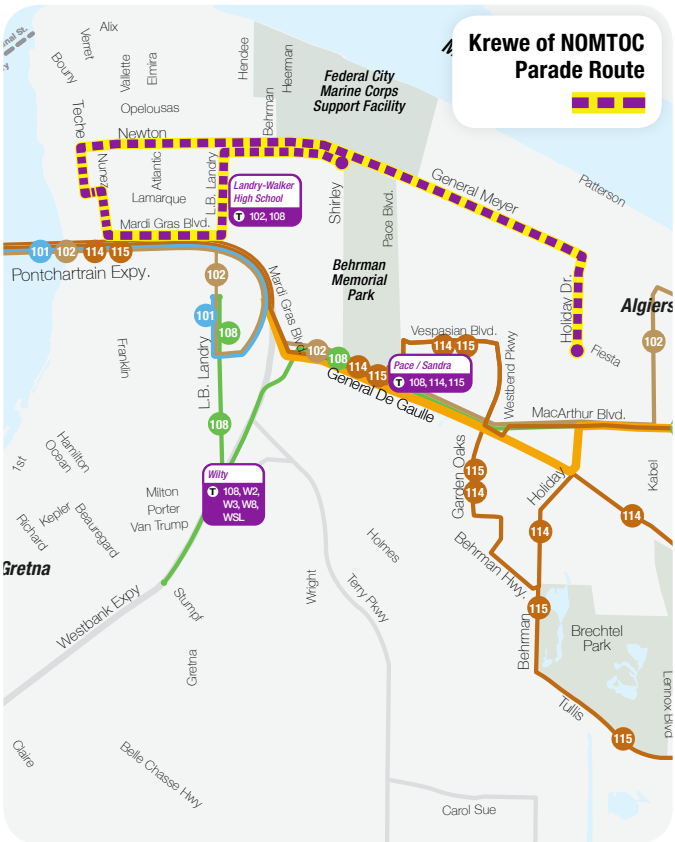 Krewe of NOMTOC
Parade Route
Alix
Verret
Bouny
Vallette
Elmira
Hendee
Heerman
Behrman
Federal City
Marine Corps
Support Facility
Opelousas
Teche
Newton
Nunez
Atlantic
Lamarque
L.B. Landry
Mardi Gras Blvd.
Landry-Walker
High School
T 102, 108
Shirley
Pace Blvd.
General Meyer
Patterson
Behrman
Memorial
Park
Holiday Dr.
Fiesta
Algiers
101 102 114 115
Pontchartrain Expy.
102
101
108
Mardi Gras Blvd
102
108
114
115
Vespasian Blvd.
114 115
Pace / Sandra
T 108, 114, 115
General De Gaulle
Westbend Pkwy
MacArthur Blvd.
102
Franklin
L.B. Landry
108
Wilty
T 108, W2,
W3, W8,
WSL
1st
Hamilton
Ocean
Kepler
Richard
Beauregard
Milton
Porter
Van Trump
Gretna
Westbank Expy
Stumpf
Gretna
Wright
Terry Pkwy
Holmes
Garden Oaks
115
114
Holiday
Kabel
114
114
Behrman Hwy.
115
Behrman
Brechtel
Park
Tullis
Lennox Blvd
115
Claire
Belle Chasse Hwy
Carol Sue